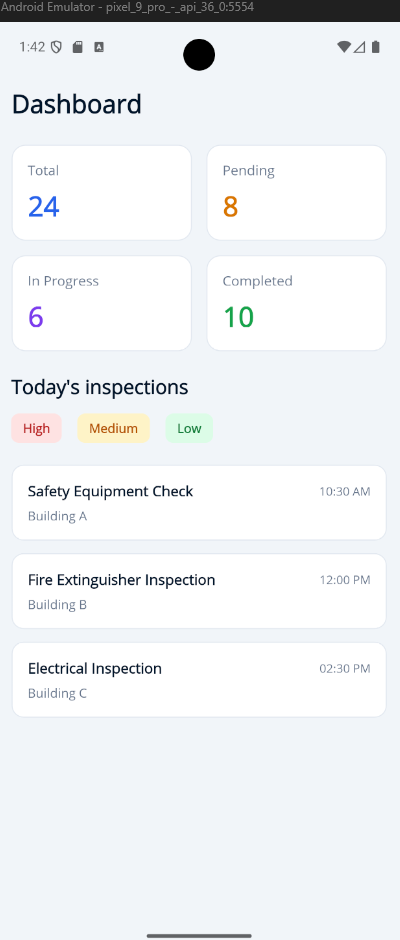 Android Emulator - pixel_9_pro_-_api_36_0:5554
1:42 A
Dashboard
Total
24
Pending
8
In Progress
6
Completed
10
Today's inspections
High Medium Low
Safety Equipment Check 10:30 AM
Building A
Fire Extinguisher Inspection 12:00 PM
Building B
Electrical Inspection 02:30 PM
Building C